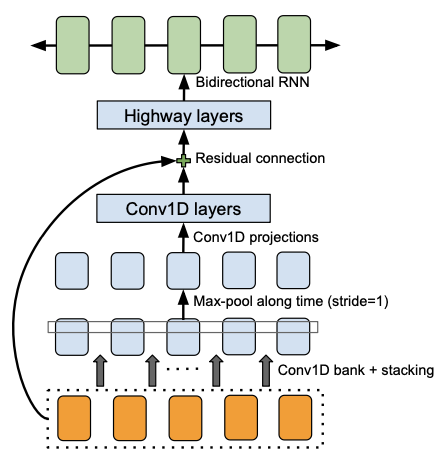 Bidirectional RNN
Highway layers
Residual connection
Conv1D layers
Conv1D projections
Max-pool along time (stride=1)
Conv1D bank + stacking